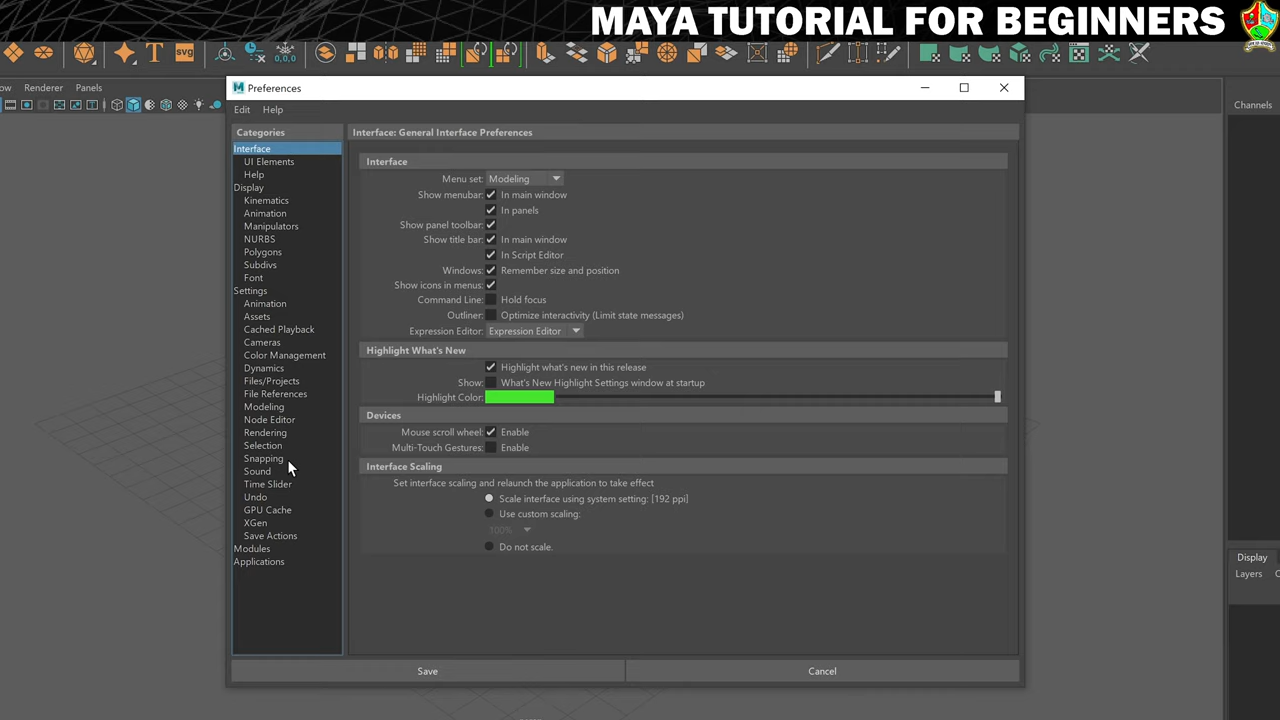 MAYA TUTORIAL FOR BEGINNERS
T
svg
0,0,0
Renderer Panels
Channels
Preferences
Edit Help
Categories
Interface
UI Elements
Help
Display
Kinematics
Animation
Manipulators
NURBS
Polygons
Subdivs
Font
Settings
Animation
Assets
Cached Playback
Cameras
Color Management
Dynamics
Files/Projects
File References
Modeling
Node Editor
Rendering
Selection
Snapping
Sound
Time Slider
Undo
GPU Cache
XGen
Save Actions
Modules
Applications
Interface: General Interface Preferences
Interface
Menu set: Modeling
Show menubar: In main window
In panels
Show panel toolbar:
Show title bar: In main window
In Script Editor
Windows: Remember size and position
Show icons in menus:
Command Line: Hold focus
Outliner: Optimize interactivity (Limit state messages)
Expression Editor: Expression Editor
Highlight What's New
Highlight what's new in this release
Show: What's New Highlight Settings window at startup
Highlight Color:
Devices
Mouse scroll wheel: Enable
Multi-Touch Gestures: Enable
Interface Scaling
Set interface scaling and relaunch the application to take effect
Scale interface using system setting: [192 ppi]
Use custom scaling:
100%
Do not scale.
Save Cancel
Display
Layers